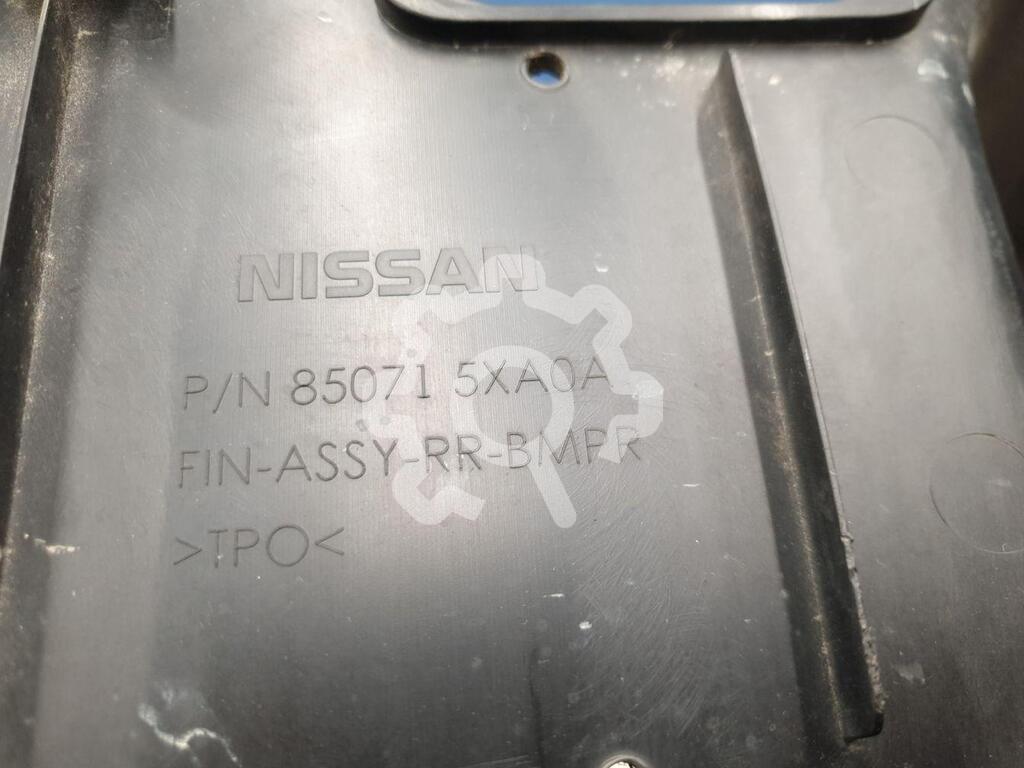 NISSAN
P/N 85071 5XA0A
FIN-ASSY-RR-BMPR
>TPO<